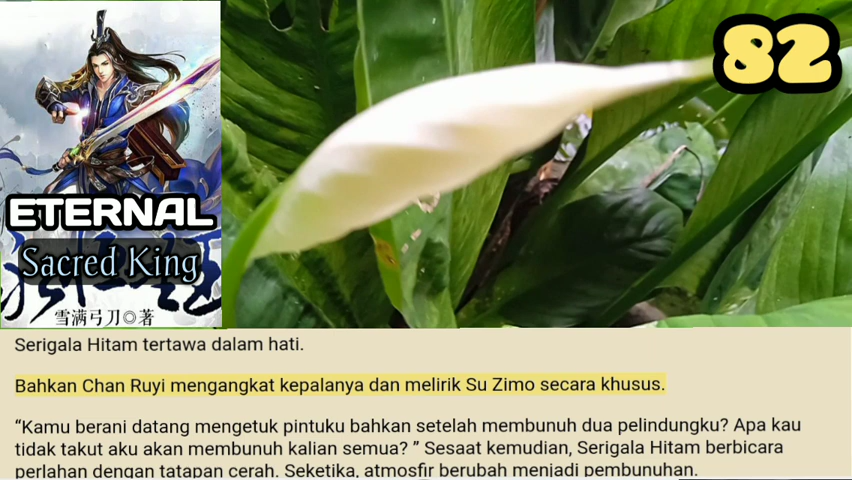 82
ETERNAL
Sacred King
雪满弓刀◎著
Serigala Hitam tertawa dalam hati.
Bahkan Chan Ruyi mengangkat kepalanya dan melirik Su Zimo secara khusus.
“Kamu berani datang mengetuk pintuku bahkan setelah membunuh dua pelindungku? Apa kau
tidak takut aku akan membunuh kalian semua? ” Sesaat kemudian, Serigala Hitam berbicara
perlahan dengan tatapan cerah. Seketika, atmosfir berubah menjadi pembunuhan.